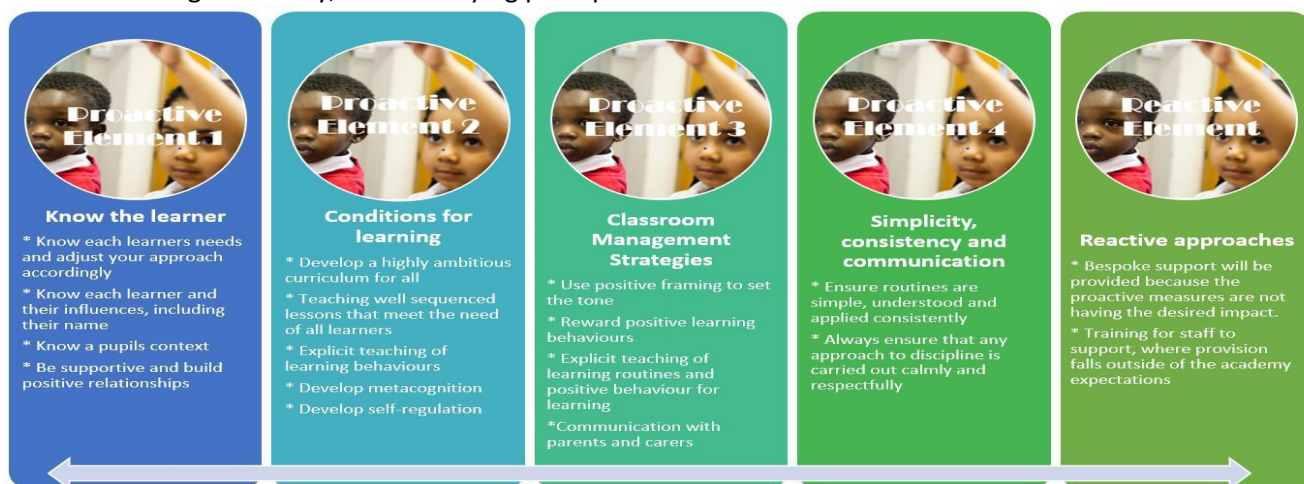 Proactive
Element 1
Know the learner
* Know each learners needs
and adjust your approach
accordingly
* Know each learner and
their influences, including
their name
* Know a pupils context
* Be supportive and build
positive relationships
Proactive
Element 2
Conditions for
learning
* Develop a highly ambitious
curriculum for all
* Teaching well sequenced
lessons that meet the need
of all learners
* Explicit teaching of
learning behaviours
* Develop metacognition
* Develop self-regulation
Proactive
Element 3
Classroom
Management
Strategies
* Use positive framing to set
the tone
* Reward positive learning
behaviours
* Explicit teaching of
learning routines and
positive behaviour for
learning
*Communication with
parents and carers
Proactive
Element 4
Simplicity,
consistency and
communication
* Ensure routines are
simple, understood and
applied consistently
* Always ensure that any
approach to discipline is
carried out calmly and
respectfully
Reactive
Element
Reactive approaches
* Bespoke support will be
provided because the
proactive measures are not
having the desired impact.
* Training for staff to
support, where provision
falls outside of the academy
expectations